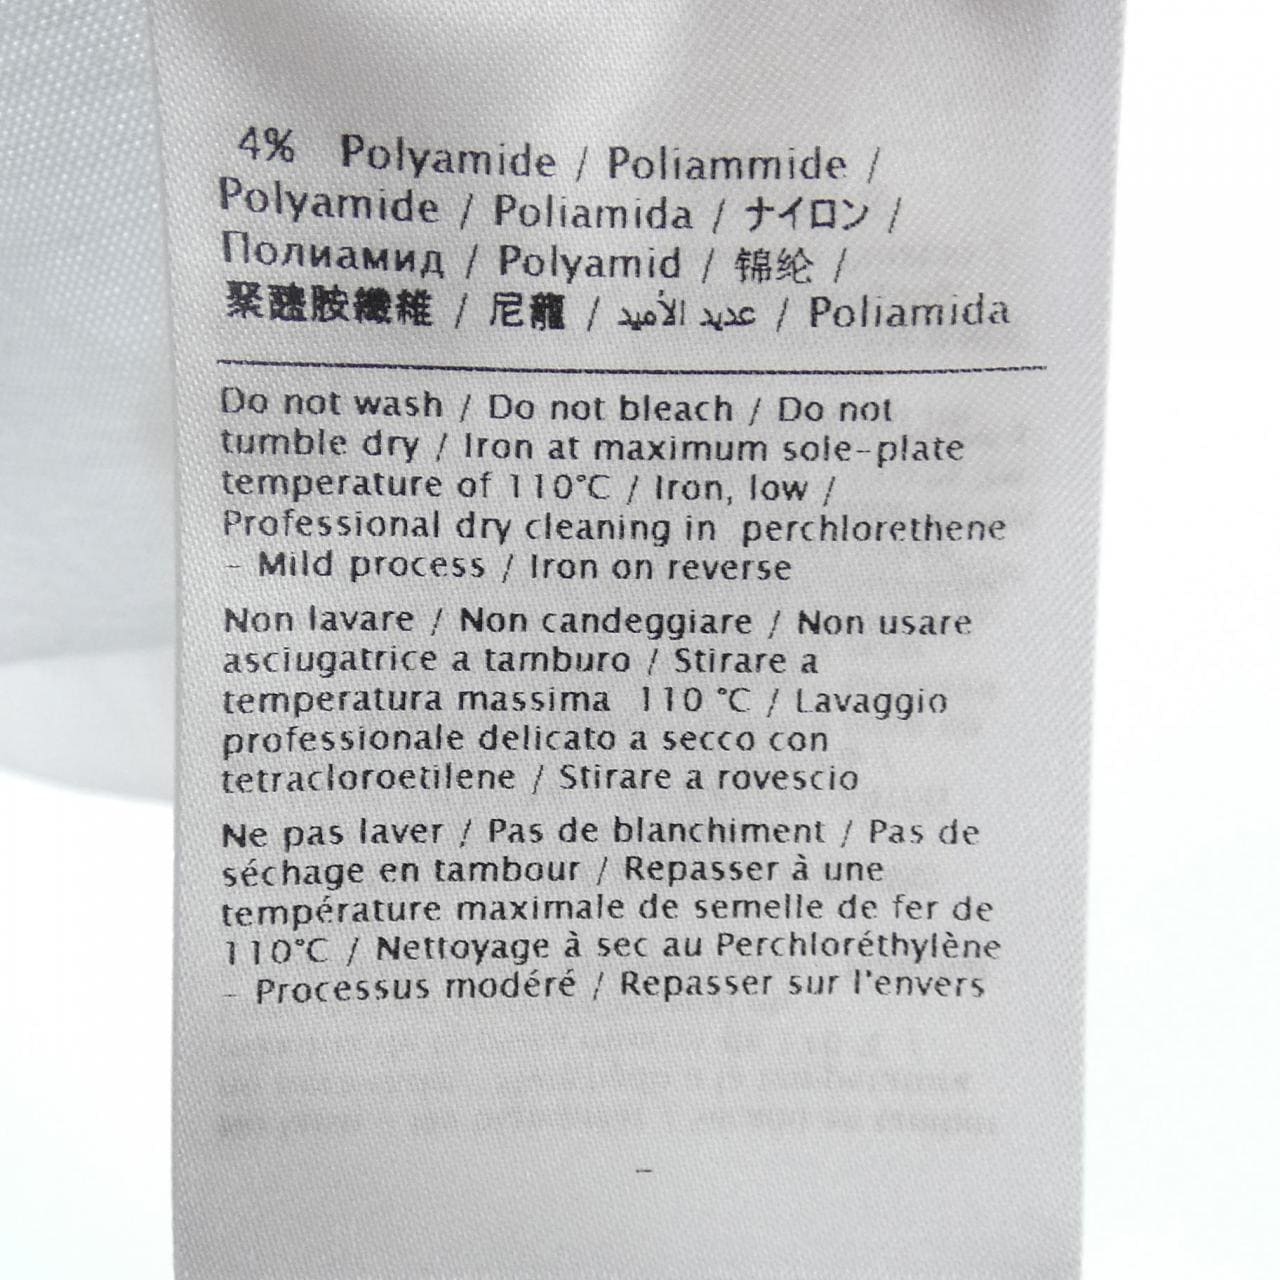 4% Polyamide / Poliammide /
Polyamide / Poliamida / ナイロン /
Полиамид / Polyamid / 锦纶 /
聚醯胺纖維 / 尼龍 / عديد الأميد / Poliamida
Do not wash / Do not bleach / Do not
tumble dry / Iron at maximum sole-plate
temperature of 110°C / Iron, low /
Professional dry cleaning in perchlorethene
- Mild process / Iron on reverse
Non lavare / Non candeggiare / Non usare
asciugatrice a tamburo / Stirare a
temperatura massima 110 °C / Lavaggio
professionale delicato a secco con
tetracloroetilene / Stirare a rovescio
Ne pas laver / Pas de blanchiment / Pas de
séchage en tambour / Repasser à une
température maximale de semelle de fer de
110°C / Nettoyage à sec au Perchloréthylène
- Processus modéré / Repasser sur l'envers
-